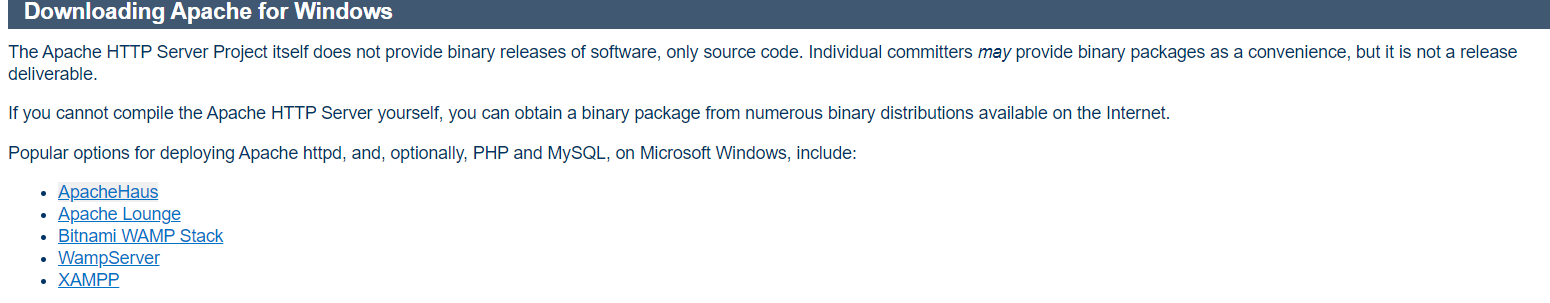 Downloading Apache for Windows
The Apache HTTP Server Project itself does not provide binary releases of software, only source code. Individual committers may provide binary packages as a convenience, but it is not a release
deliverable.
If you cannot compile the Apache HTTP Server yourself, you can obtain a binary package from numerous binary distributions available on the Internet.
Popular options for deploying Apache httpd, and, optionally, PHP and MySQL, on Microsoft Windows, include:
• ApacheHaus
• Apache Lounge
• Bitnami WAMP Stack
• WampServer
• XAMPP